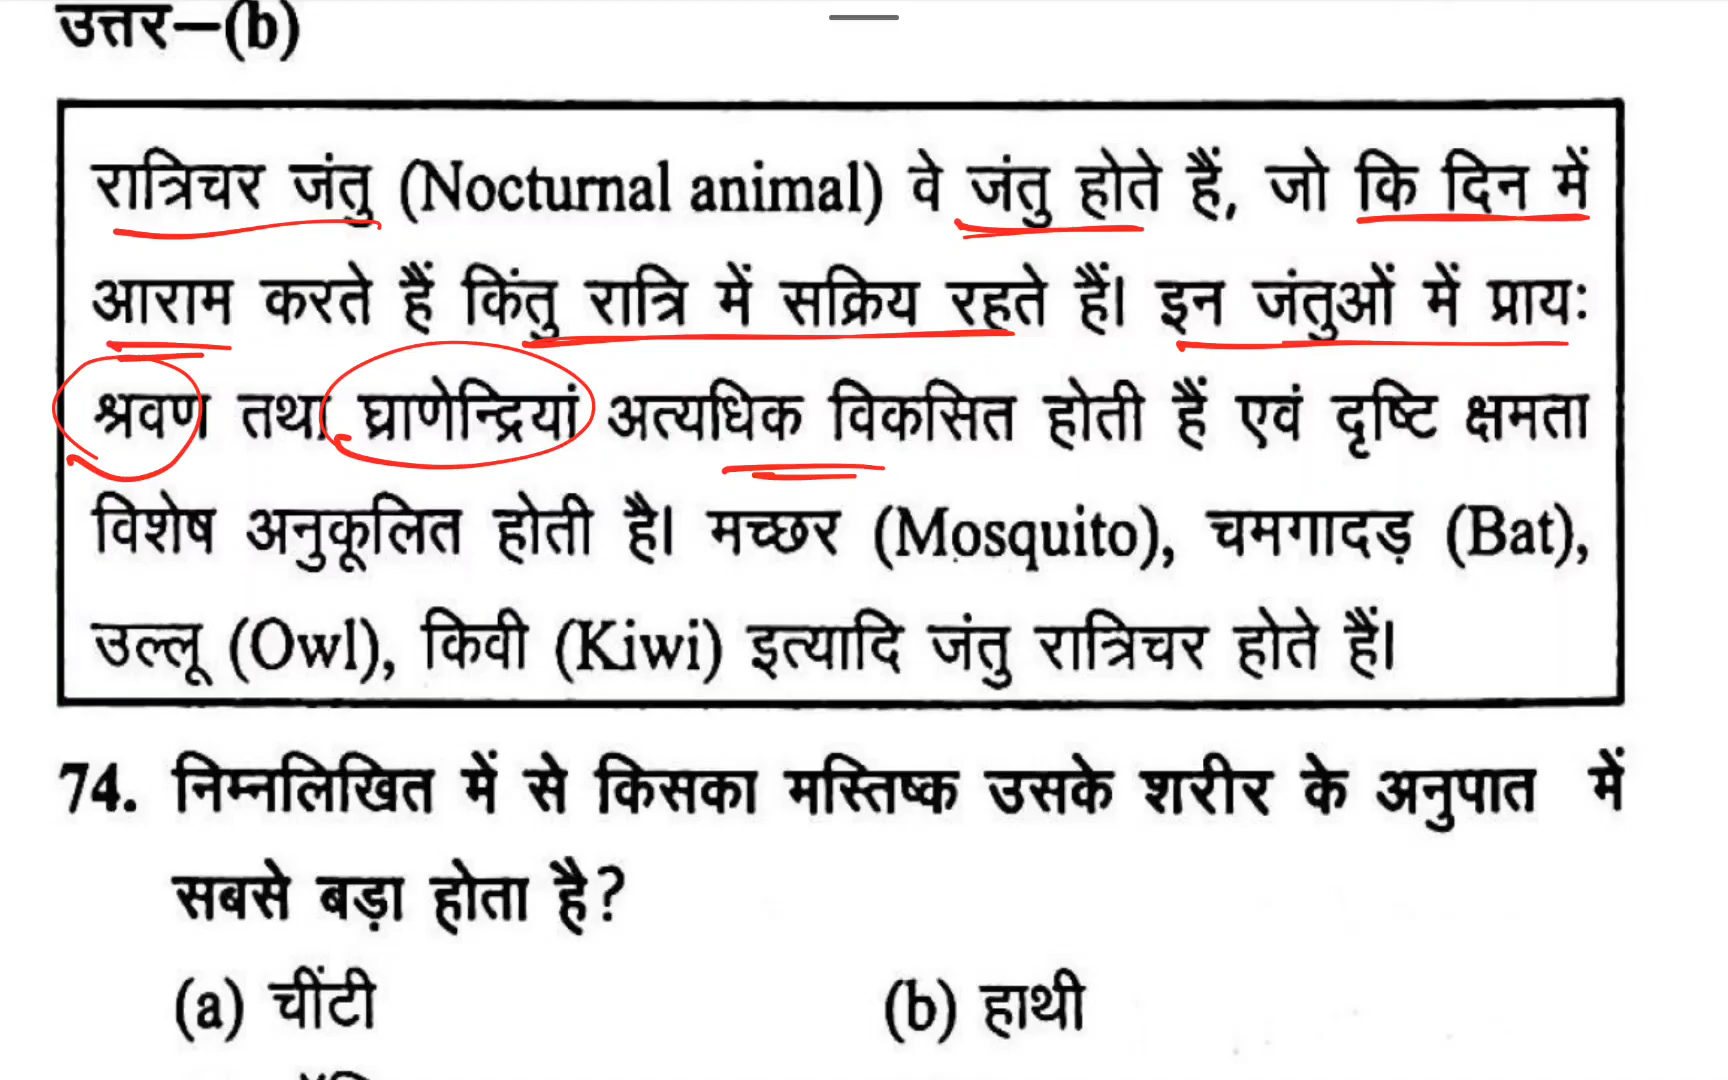 उत्तर–(b)
रात्रिचर जंतु (Nocturnal animal) वे जंतु होते हैं, जो कि दिन में
आराम करते हैं किंतु रात्रि में सक्रिय रहते हैं। इन जंतुओं में प्रायः
श्रवण तथा घ्राणेन्द्रियां अत्यधिक विकसित होती हैं एवं दृष्टि क्षमता
विशेष अनुकूलित होती है। मच्छर (Mosquito), चमगादड़ (Bat),
उल्लू (Owl), किवी (Kiwi) इत्यादि जंतु रात्रिचर होते हैं।
74. निम्नलिखित में से किसका मस्तिष्क उसके शरीर के अनुपात में
सबसे बड़ा होता है?
(a) चींटी (b) हाथी